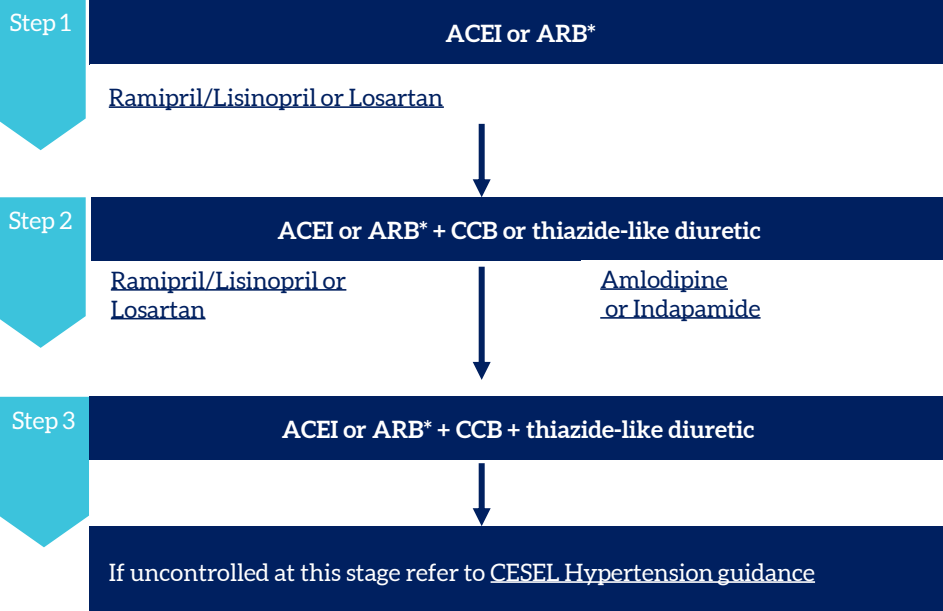 Step 1
ACEI or ARB*
Ramipril/Lisinopril or Losartan
Step 2
ACEI or ARB* + CCB or thiazide-like diuretic
Ramipril/Lisinopril or
Losartan
Amlodipine
or Indapamide
Step 3
ACEI or ARB* + CCB + thiazide-like diuretic
If uncontrolled at this stage refer to CESEL Hypertension guidance